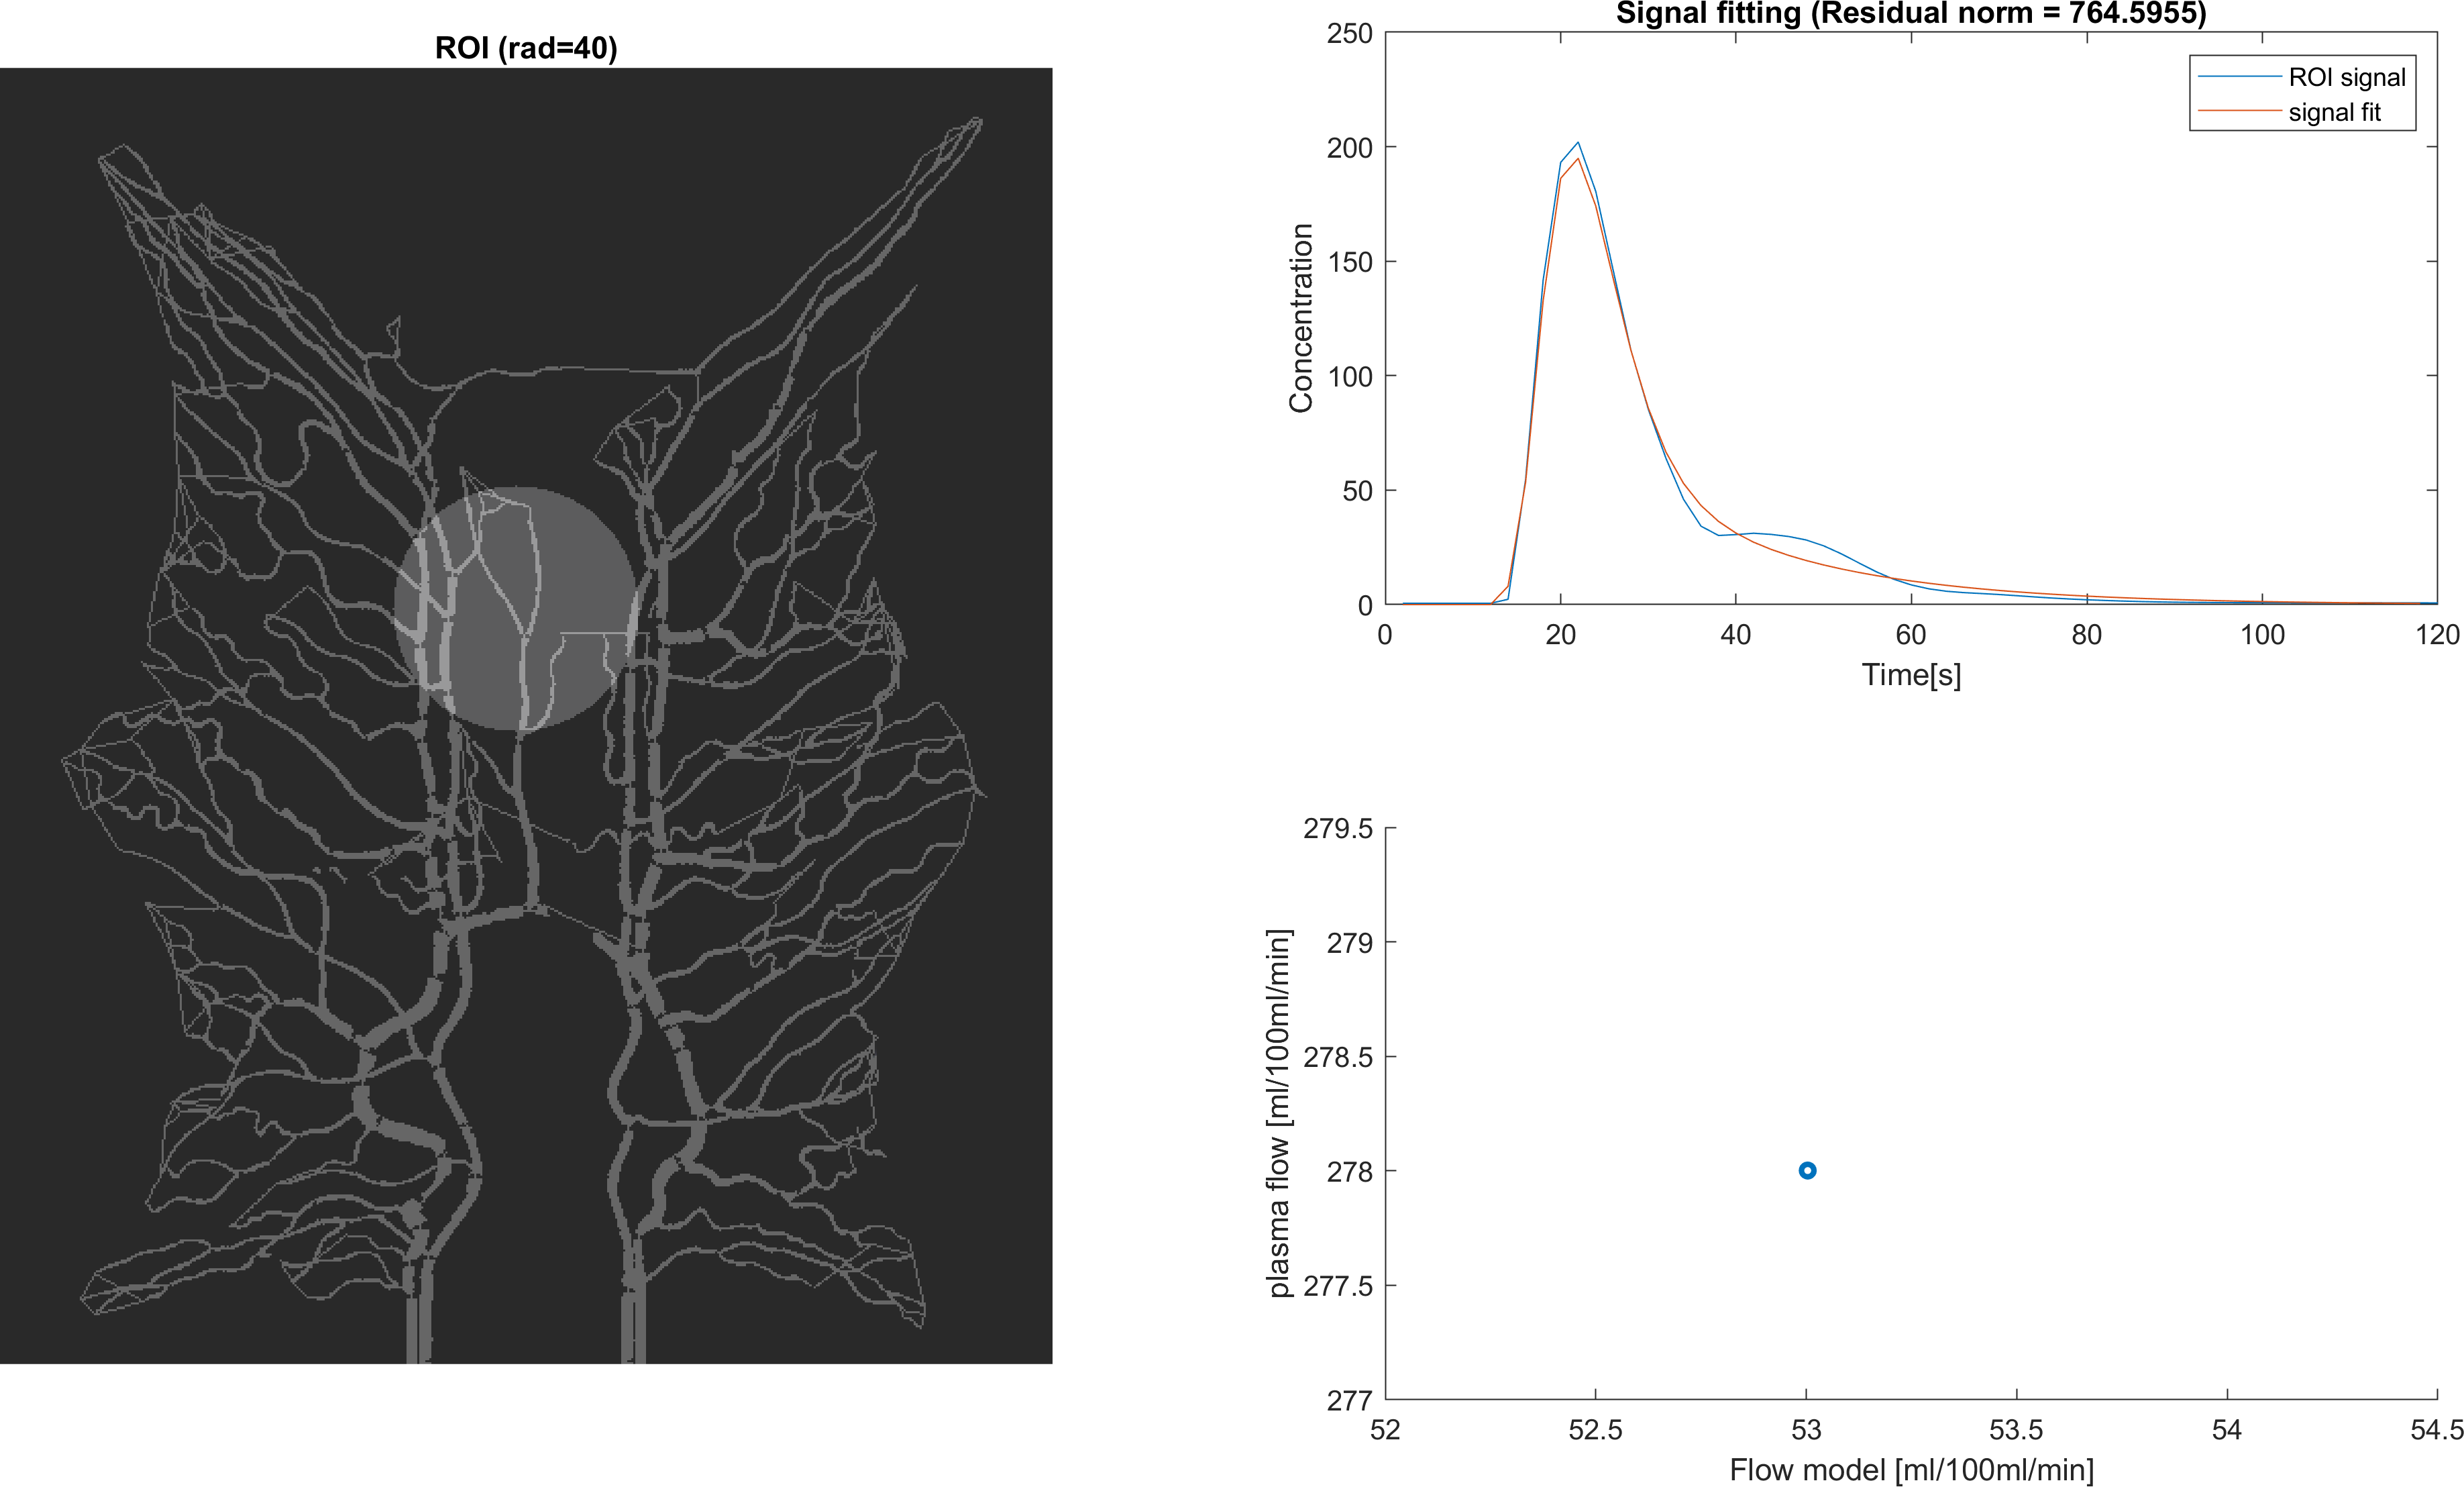 ROI (rad=40)
Signal fitting (Residual norm = 764.5955)
250
200
150
100
50
0
Concentration
ROI signal
signal fit
0 20 40 60 80 100 120
Time[s]
279.5
279
278.5
278
277.5
277
plasma flow [ml/100ml/min]
52 52.5 53 53.5 54 54.5
Flow model [ml/100ml/min]